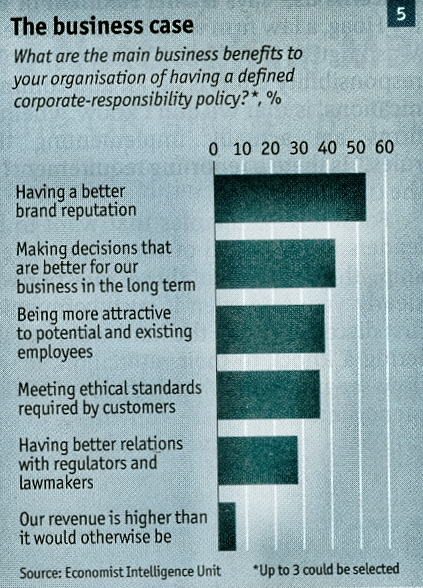 5
The business case
What are the main business benefits to
your organisation of having a defined
corporate-responsibility policy?*, %
0 10 20 30 40 50 60
Having a better
brand reputation
Making decisions that
are better for our
business in the long term
Being more attractive
to potential and existing
employees
Meeting ethical standards
required by customers
Having better relations
with regulators and
lawmakers
Our revenue is higher than
it would otherwise be
Source: Economist Intelligence Unit
*Up to 3 could be selected